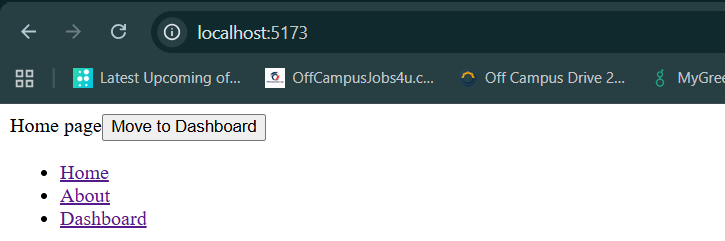 localhost:5173
Latest Upcoming of... OffCampusJobs4u.c... Off Campus Drive 2... MyGree
Home page Move to Dashboard
Home
About
Dashboard